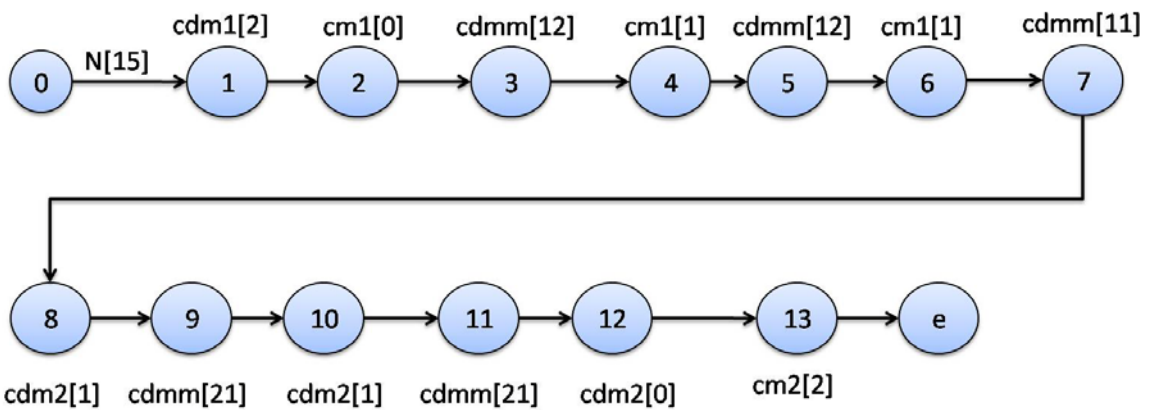 cdm1[2] cm1[0] cdmm[12] cm1[1] cdmm[12] cm1[1] cdmm[11]
0 N[15] 1 2 3 4 5 6 7
8 9 10 11 12 13 e
cdm2[1] cdmm[21] cdm2[1] cdmm[21] cdm2[0] cm2[2]